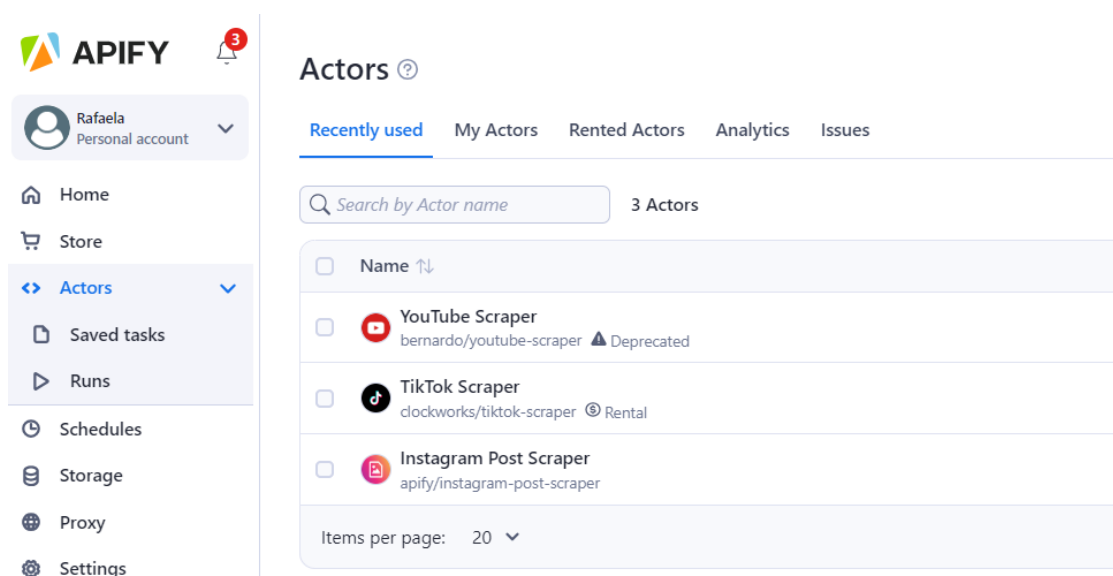 APIFY
3
Rafaela
Personal account
Home
Store
Actors
Saved tasks
Runs
Schedules
Storage
Proxy
Settings
Actors
Recently used My Actors Rented Actors Analytics Issues
Search by Actor name 3 Actors
Name
YouTube Scraper
bernardo/youtube-scraper Deprecated
TikTok Scraper
clockworks/tiktok-scraper Rental
Instagram Post Scraper
apify/instagram-post-scraper
Items per page: 20